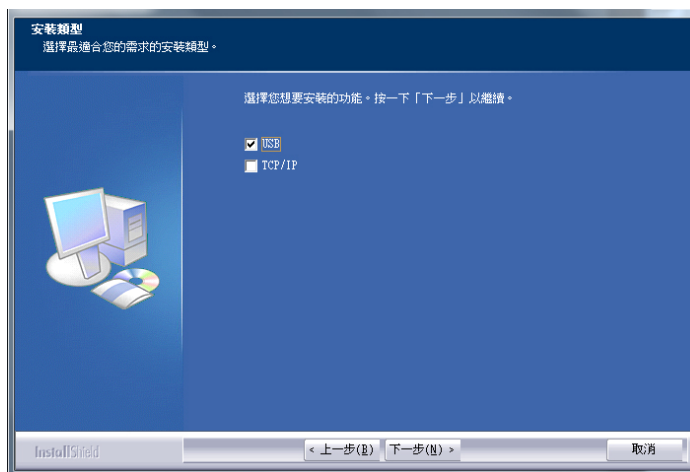 安裝類型
選擇最適合您的需求的安裝類型。
選擇您想要安裝的功能。按一下「下一步」以繼續。
USB
TCP/IP
InstallShield
< 上一步(B)
下一步(N) >
取消